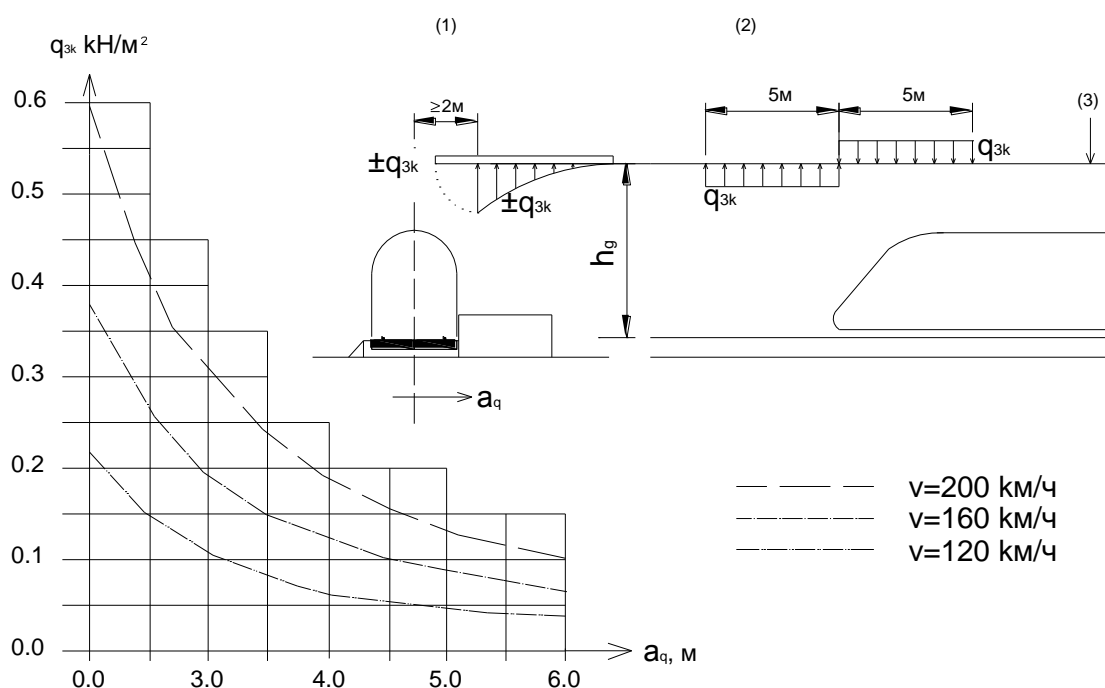 (1)
(2)
q3k kН/м²
0.6
0.5
0.4
0.3
0.2
0.1
0.0
0.0
3.0
4.0
5.0
6.0
aq, м
≥2м
±q3k
±q3k
aq
5м
5м
(3)
q3k
q3k
hg
v=200 км/ч
v=160 км/ч
v=120 км/ч